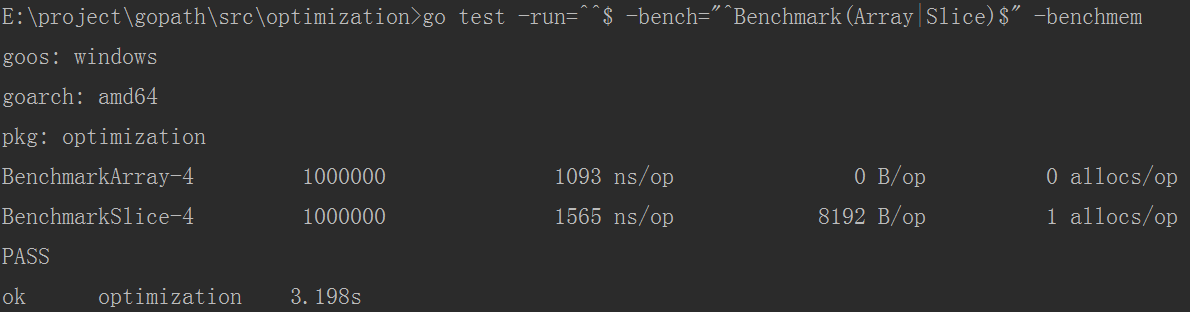 E:\project\gopath\src\optimization>go test -run=^^$ -bench="^Benchmark(Array|Slice)$" -benchmem
goos: windows
goarch: amd64
pkg: optimization
BenchmarkArray-4 1000000 1093 ns/op 0 B/op 0 allocs/op
BenchmarkSlice-4 1000000 1565 ns/op 8192 B/op 1 allocs/op
PASS
ok optimization 3.198s